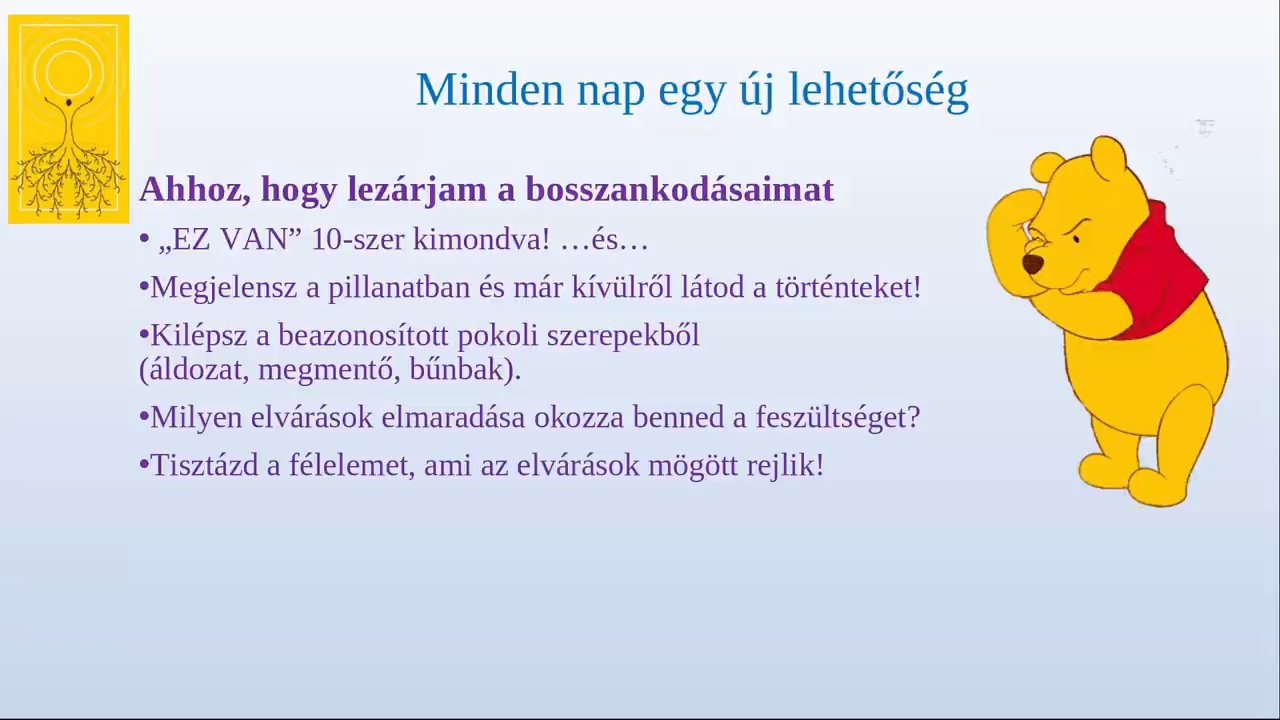 Minden nap egy új lehetőség
Ahhoz, hogy lezárjam a bosszankodásaimat
• „EZ VAN” 10-szer kimondva! …és…
•Megjelensz a pillanatban és már kívülről látod a történteket!
•Kilépsz a beazonosított pokoli szerepekből
(áldozat, megmentő, bűnbak).
•Milyen elvárások elmaradása okozza benned a feszültséget?
•Tisztázd a félelemet, ami az elvárások mögött rejlik!